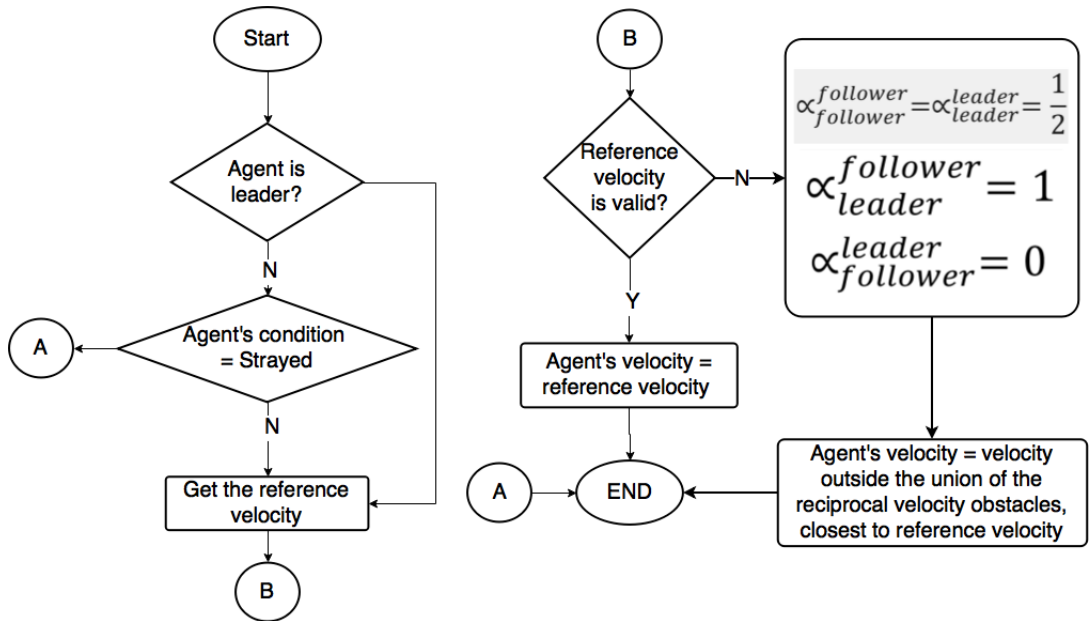 Start
Agent is
leader?
N
Agent's condition
= Strayed
A
N
Get the reference
velocity
B
B
Reference
velocity
is valid?
N
Y
Agent's velocity =
reference velocity
A
END
∝^{follower}_{follower}=∝^{leader}_{leader}=1/2
∝^{follower}_{leader}= 1
∝^{leader}_{follower}= 0
Agent's velocity = velocity
outside the union of the
reciprocal velocity obstacles,
closest to reference velocity